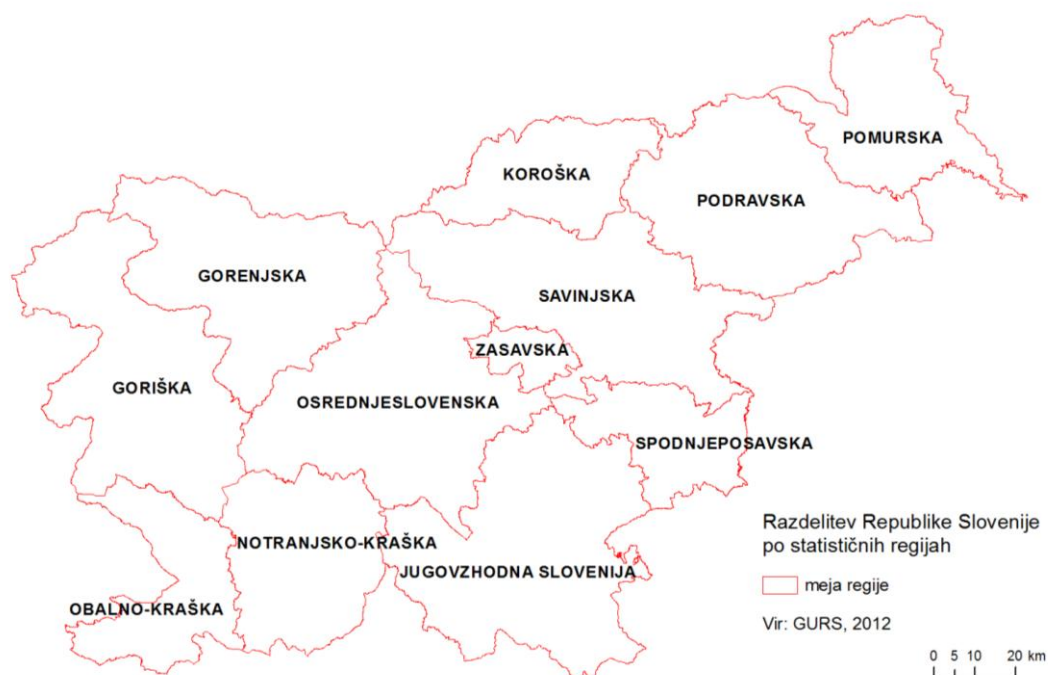 POMURSKA
KOROŠKA
PODRAVSKA
GORENJSKA
SAVINJSKA
ZASAVSKA
GORIŠKA
OSREDNJESLOVENSKA
SPODNJEPOSAVSKA
NOTRANJSKO-KRAŠKA
JUGOVZHODNA SLOVENIJA
OBALNO-KRAŠKA
Razdelitev Republike Slovenije
po statističnih regijah
meja regije
Vir: GURS, 2012
0 5 10 20 km